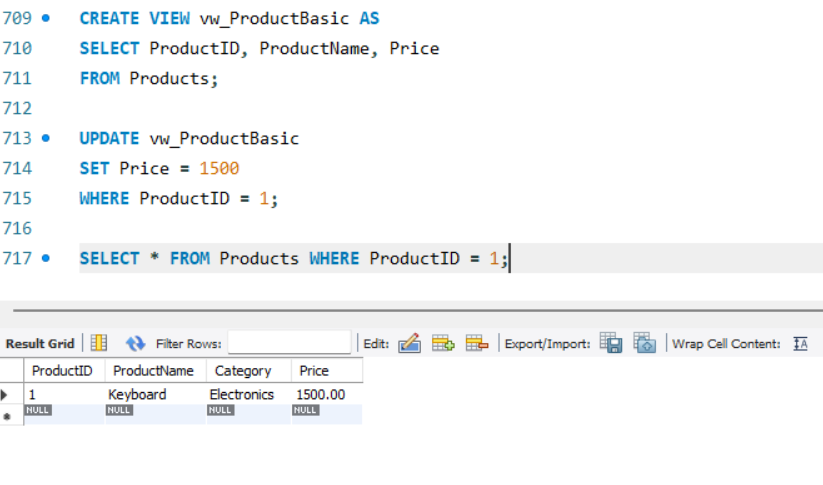 709 CREATE VIEW vw_ProductBasic AS
710 SELECT ProductID, ProductName, Price
711 FROM Products;
712
713 UPDATE vw_ProductBasic
714 SET Price = 1500
715 WHERE ProductID = 1;
716
717 SELECT * FROM Products WHERE ProductID = 1;
Result Grid Filter Rows: Edit: Export/Import: Wrap Cell Content:
ProductID ProductName Category Price
1 Keyboard Electronics 1500.00
NULL NULL NULL NULL